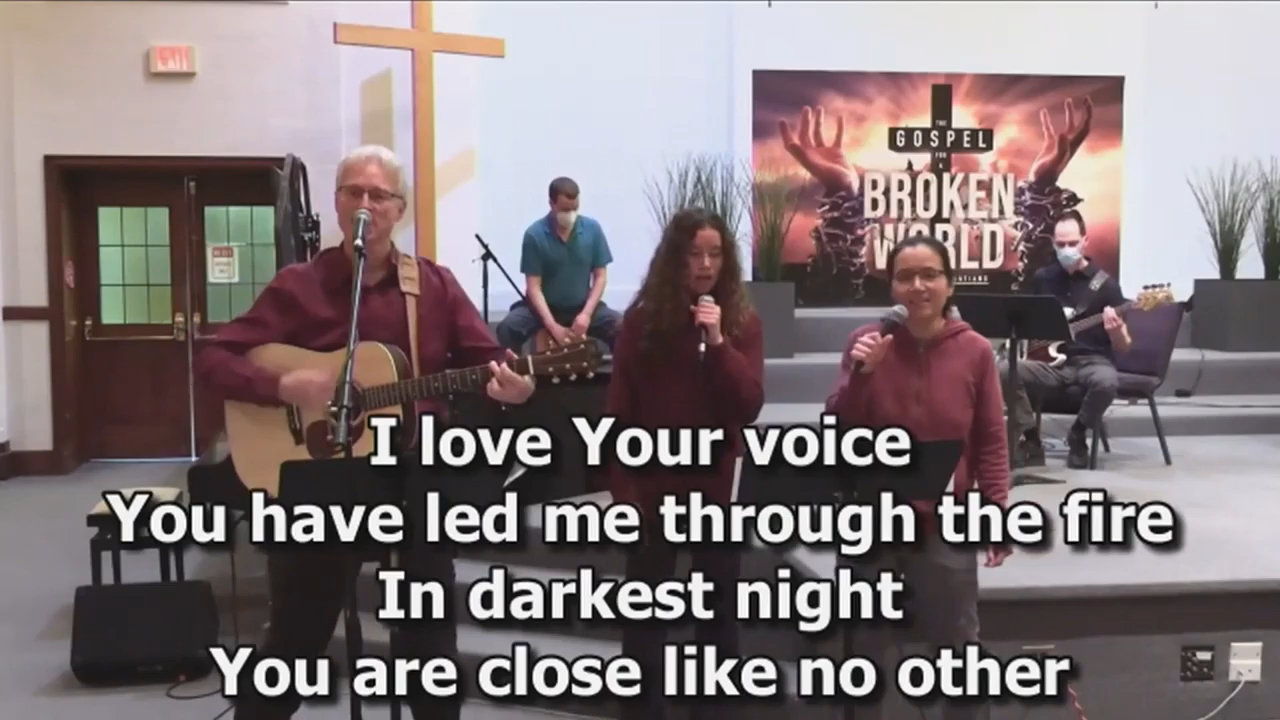 EXIT
THE
GOSPEL
FOR
A
BROKEN
WORLD
I love Your voice
You have led me through the fire
In darkest night
You are close like no other